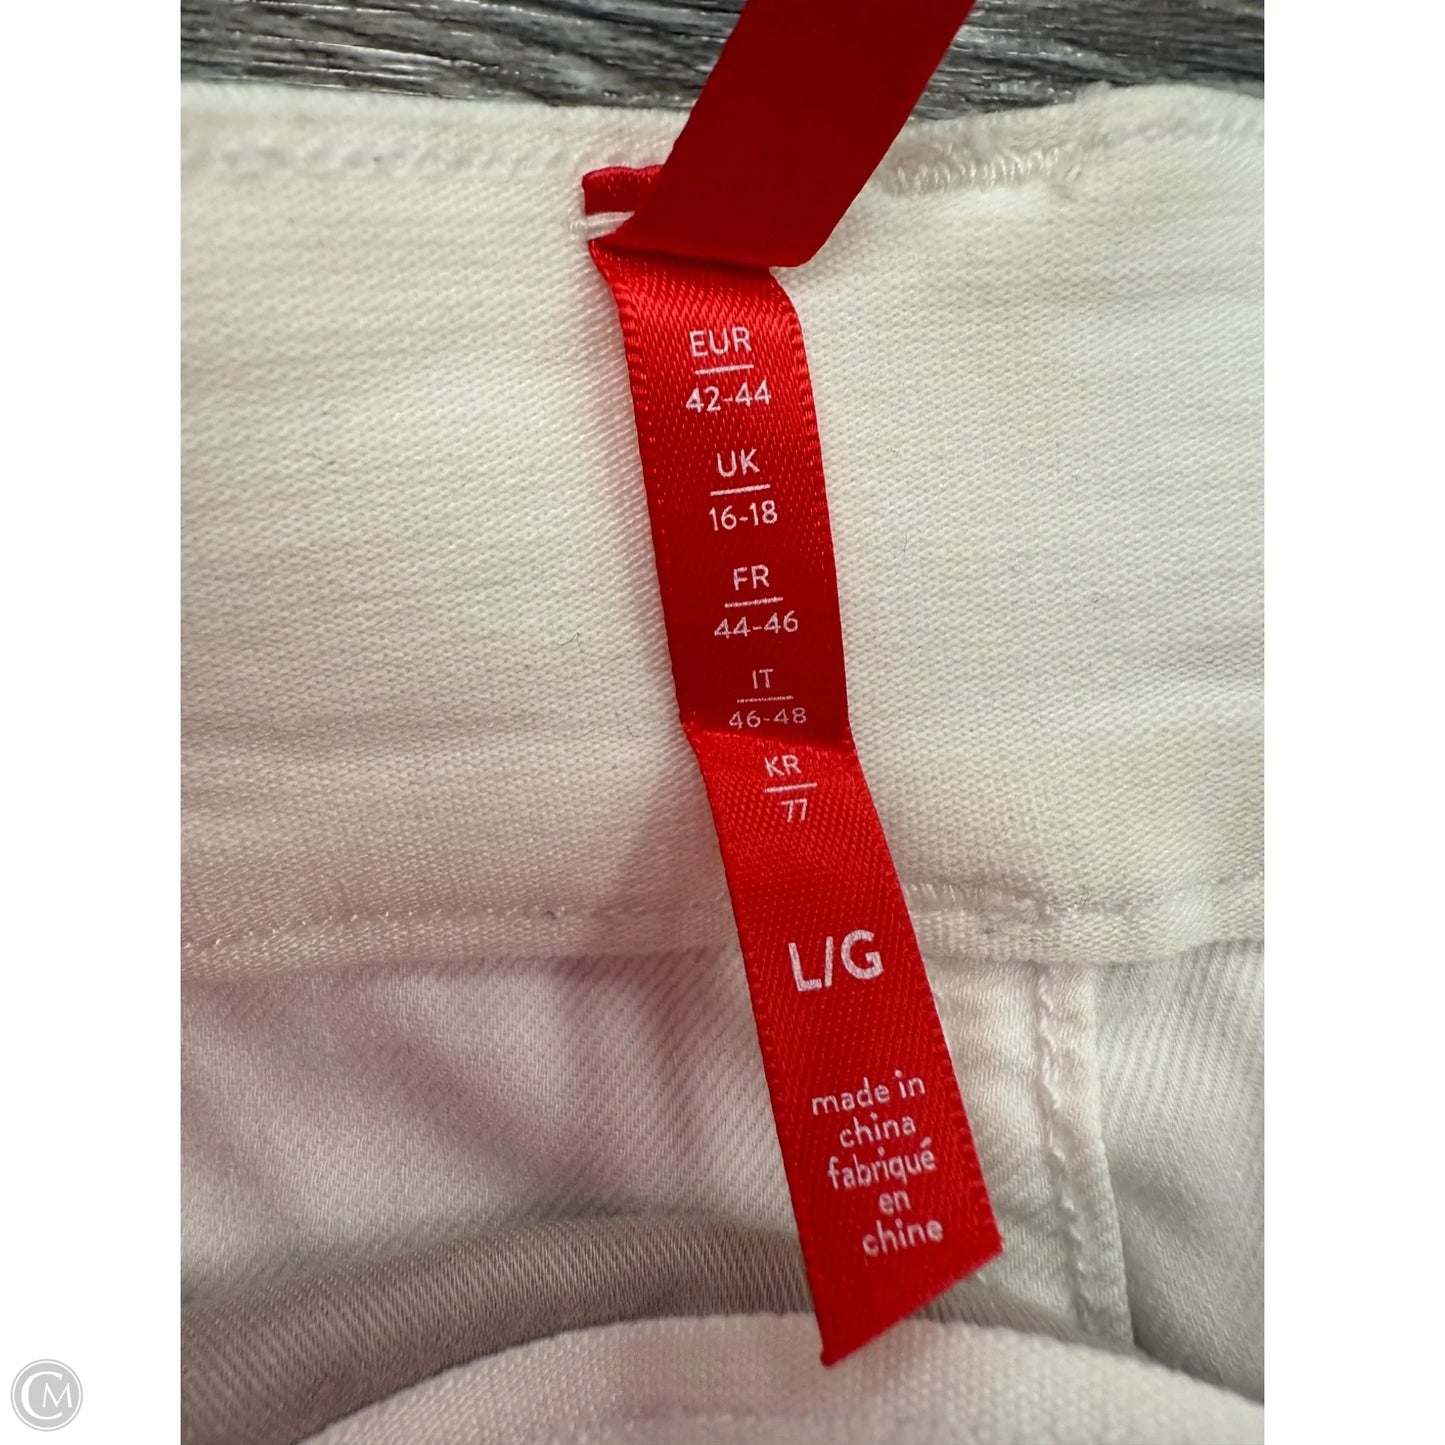 EUR
42-44
UK
16-18
FR
44-46
IT
46-48
KR
77
L/G
made in
china
fabriqué
en
chine
CM